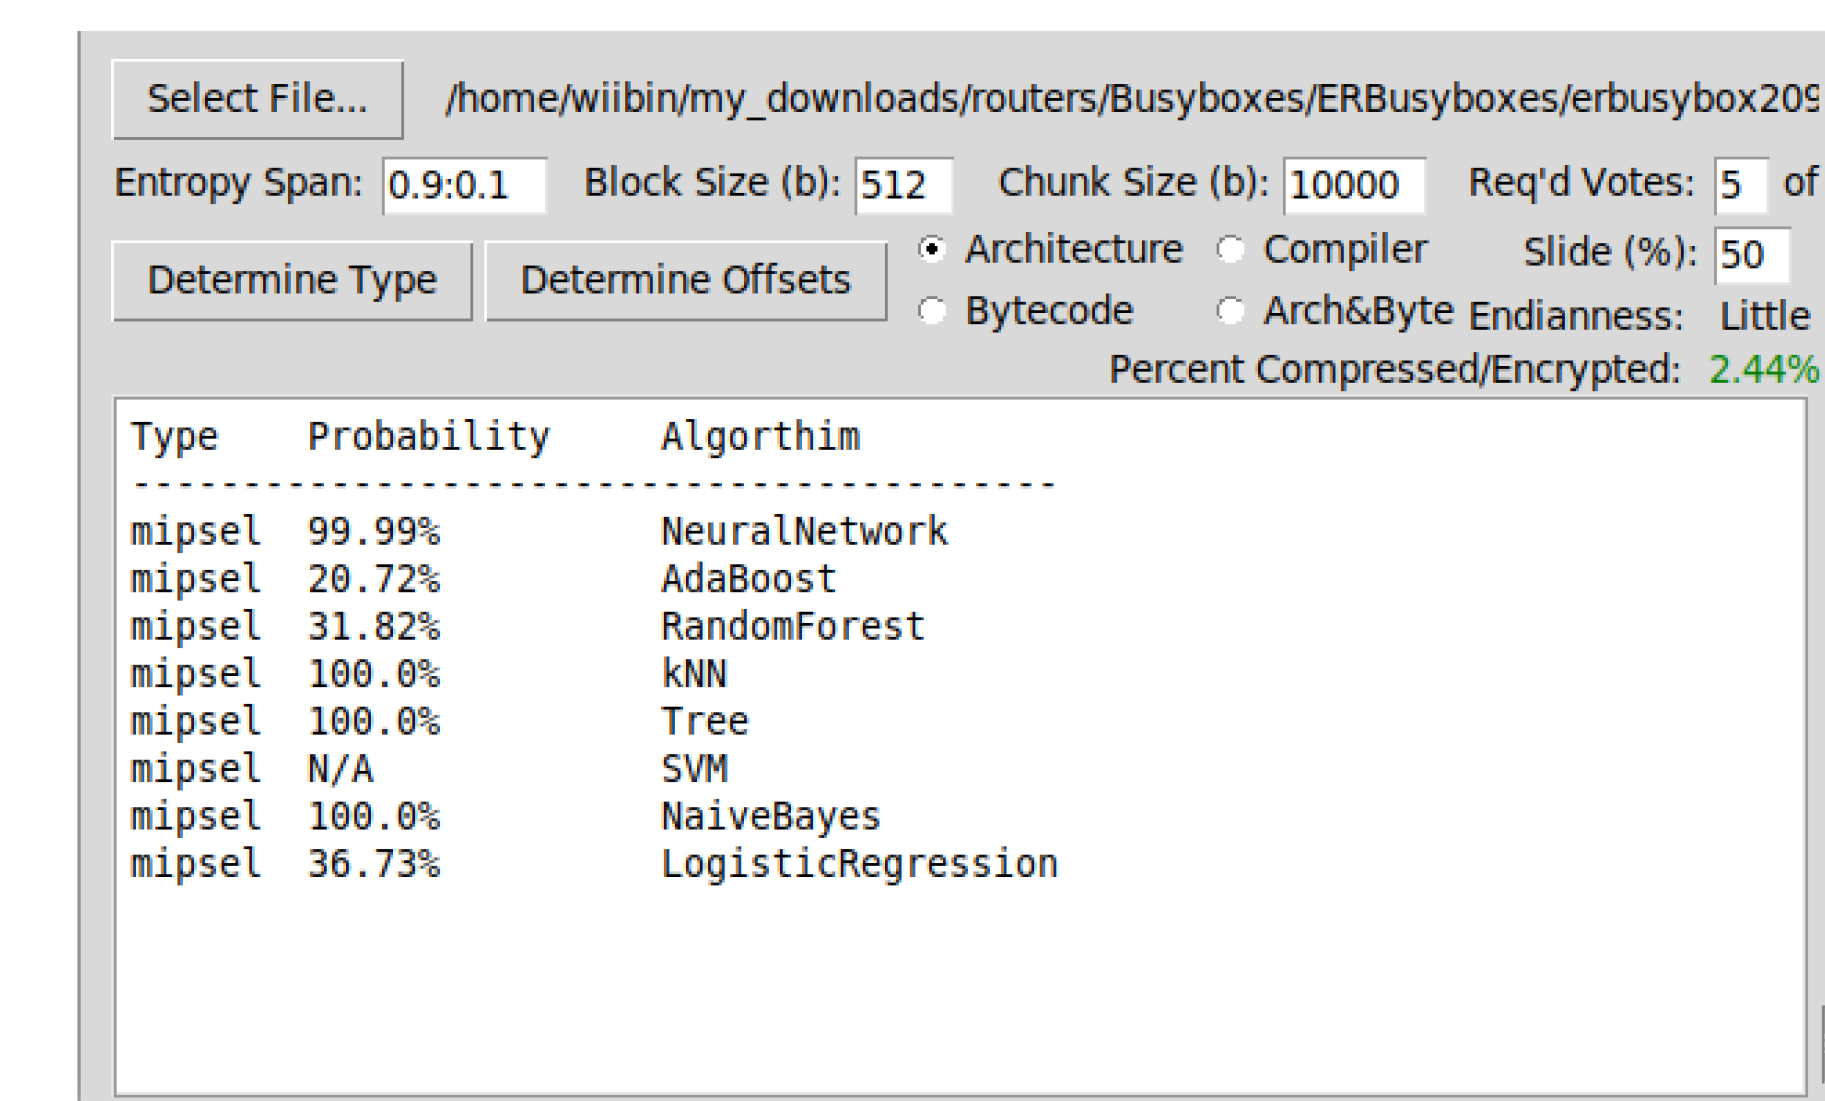 Select File... /home/wiibin/my_downloads/routers/Busyboxes/ERBusyboxes/erbusybox209
Entropy Span: 0.9:0.1 Block Size (b): 512 Chunk Size (b): 10000 Req'd Votes: 5 of
Determine Type Determine Offsets Architecture Compiler Slide (%): 50
Bytecode Arch&Byte Endianness: Little
Percent Compressed/Encrypted: 2.44%
Type Probability Algorthim
------------------------------------------
mipsel 99.99% NeuralNetwork
mipsel 20.72% AdaBoost
mipsel 31.82% RandomForest
mipsel 100.0% kNN
mipsel 100.0% Tree
mipsel N/A SVM
mipsel 100.0% NaiveBayes
mipsel 36.73% LogisticRegression